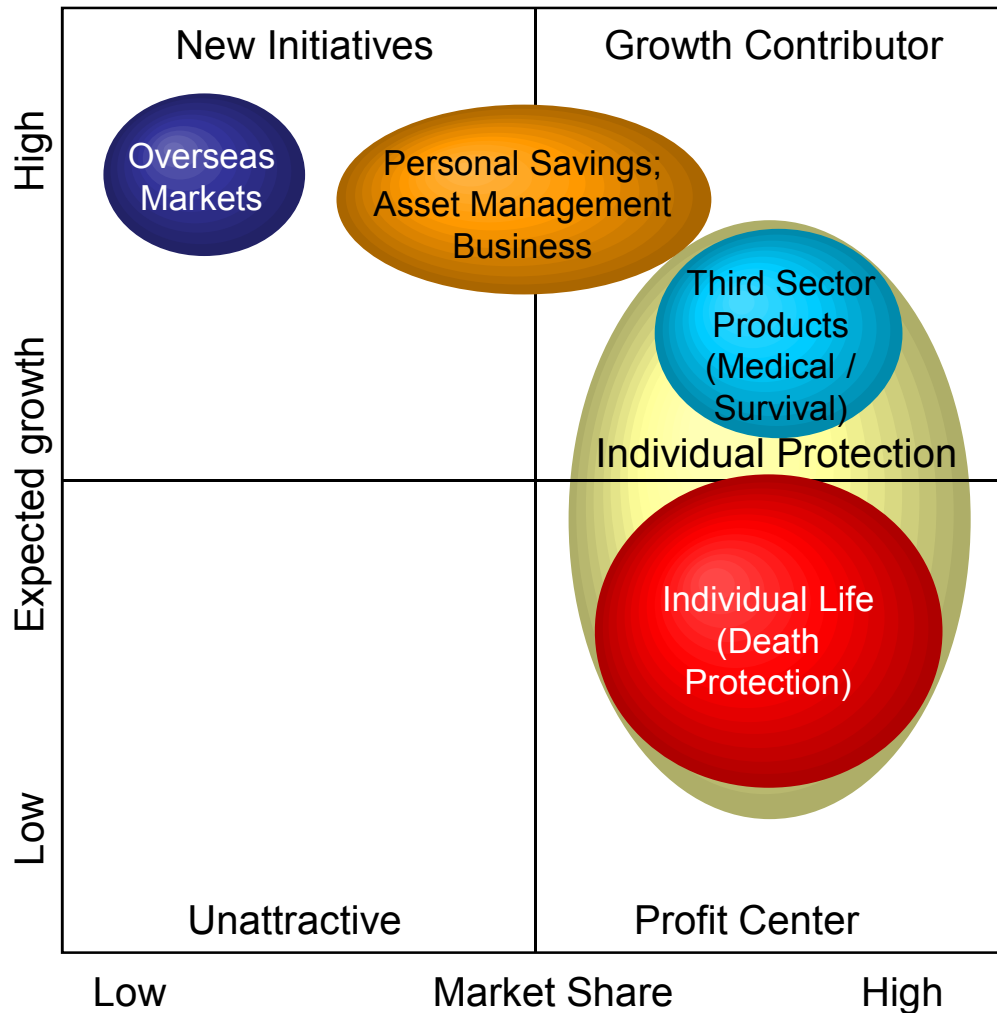 New Initiatives
Growth Contributor
High
Expected growth
Low
Overseas
Markets
Personal Savings;
Asset Management
Business
Third Sector
Products
(Medical /
Survival)
Individual Protection
Individual Life
(Death
Protection)
Unattractive
Profit Center
Low
Market Share
High